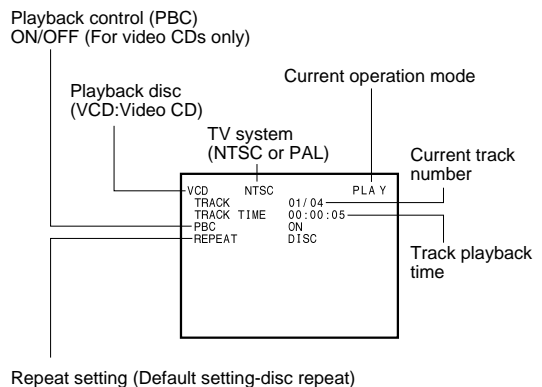 Playback control (PBC)
ON/OFF (For video CDs only)
Playback disc
(VCD:Video CD)
Current operation mode
TV system
(NTSC or PAL)
Current track
number
VCD NTSC PLAY
TRACK 01/04
TRACK TIME 00:00:05
PBC ON
REPEAT DISC
Track playback
time
Repeat setting (Default setting-disc repeat)